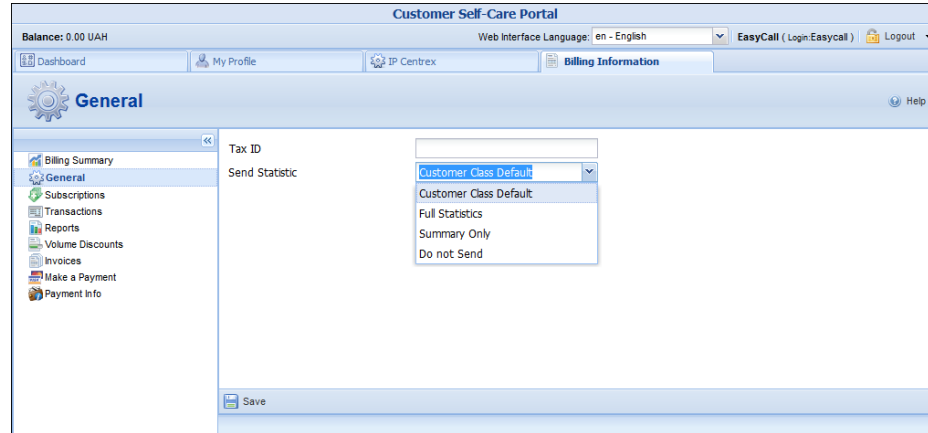 Customer Self-Care Portal
Balance: 0.00 UAH
Web Interface Language: en - English
EasyCall ( Login:Easycall )
Logout
Dashboard
My Profile
IP Centrex
Billing Information
General
Help
Billing Summary
General
Subscriptions
Transactions
Reports
Volume Discounts
Invoices
Make a Payment
Payment Info
Tax ID
Send Statistic
Customer Class Default
Customer Class Default
Full Statistics
Summary Only
Do not Send
Save